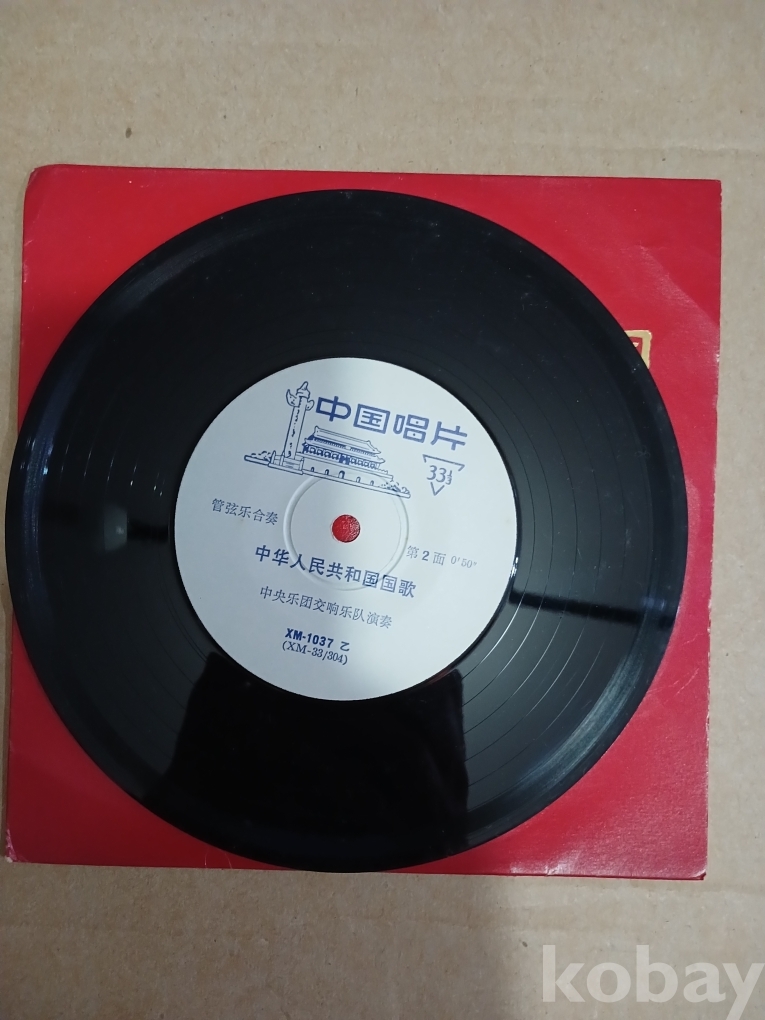 中国唱片
33⅓
管弦乐合奏
第2面 0′50″
中华人民共和国国歌
中央乐团交响乐队演奏
XM-1037 乙
(XM-33/304)
kobay